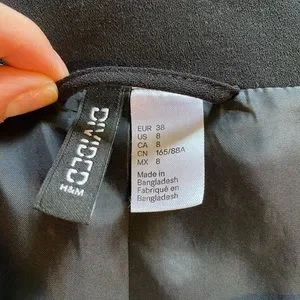 DIVIDED
H&M
EUR 38
US 8
CA 8
CN 165/88A
MX 8
Made in
Bangladesh
Fabriqué en
Bangladesh